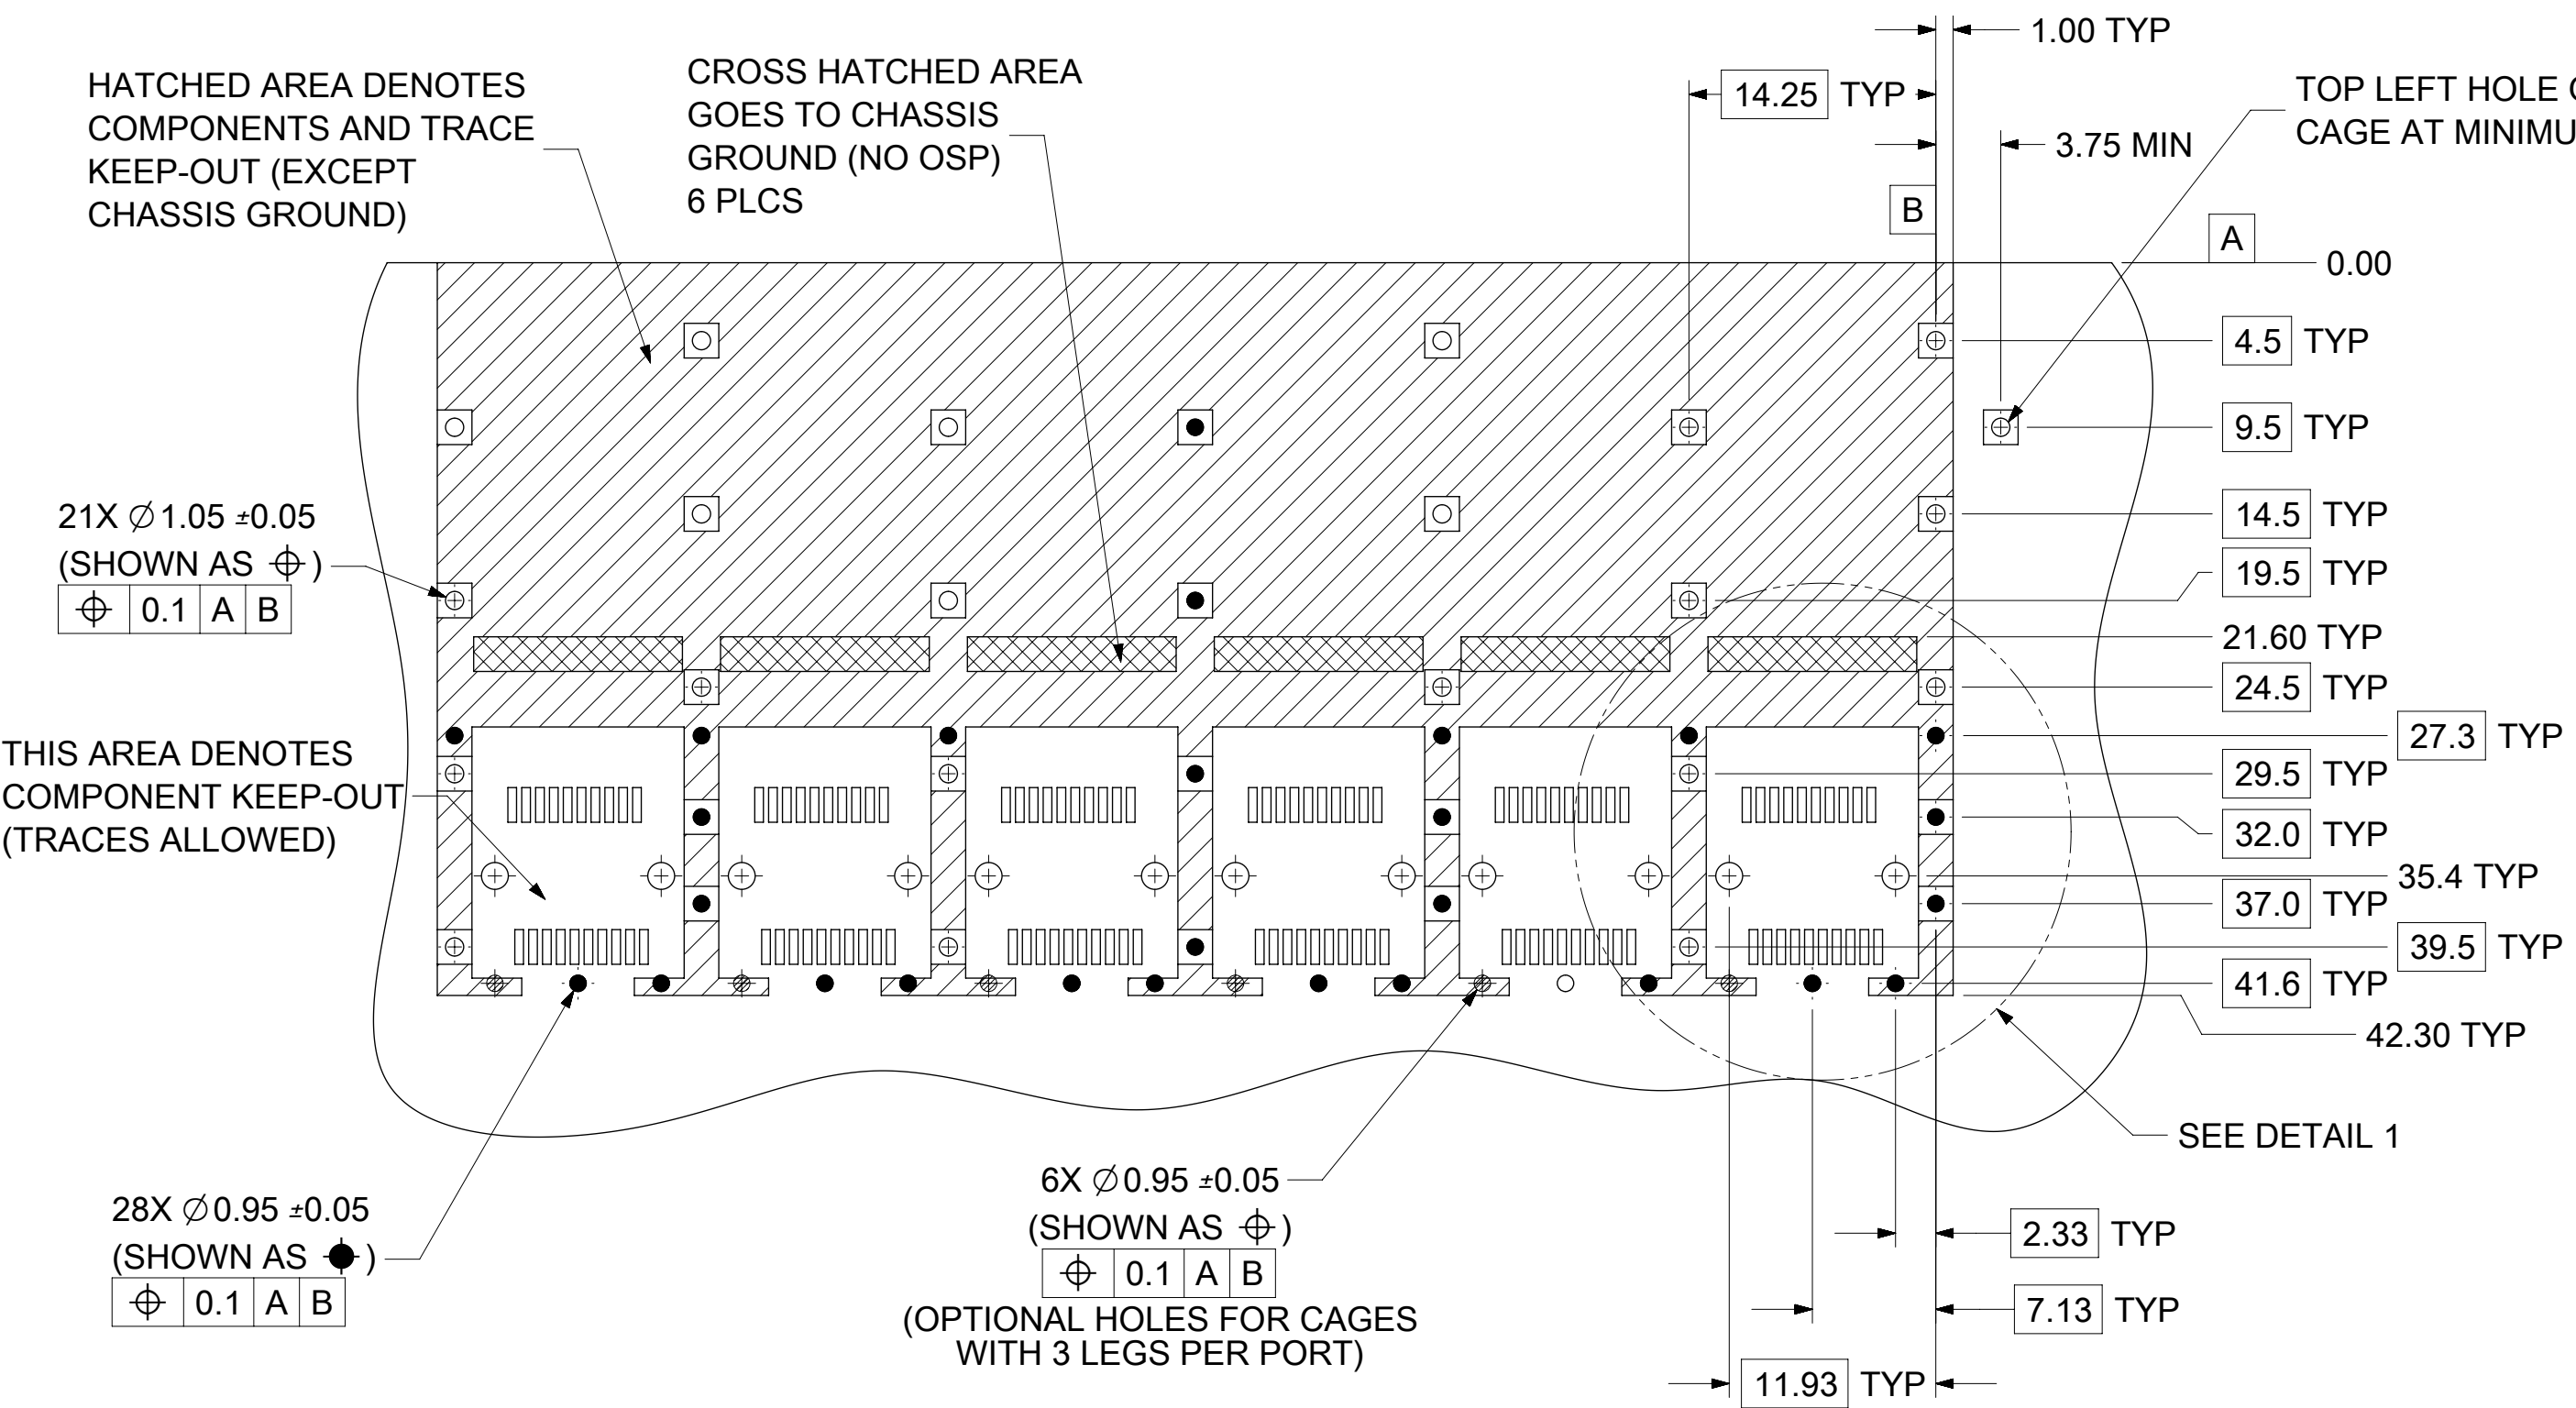 1.00 TYP
HATCHED AREA DENOTES
COMPONENTS AND TRACE
KEEP-OUT (EXCEPT
CHASSIS GROUND)
CROSS HATCHED AREA
GOES TO CHASSIS
GROUND (NO OSP)
6 PLCS
14.25 TYP
TOP LEFT HOLE
CAGE AT
3.75 MIN
B
A
0.00
4.5 TYP
9.5 TYP
21X ∅1.05 ±0.05
(SHOWN AS ⌖)
⌖ 0.1 A B
14.5 TYP
19.5 TYP
21.60 TYP
24.5 TYP
27.3 TYP
THIS AREA DENOTES
COMPONENT KEEP-OUT
(TRACES ALLOWED)
29.5 TYP
32.0 TYP
35.4 TYP
37.0 TYP
39.5 TYP
41.6 TYP
42.30 TYP
SEE DETAIL 1
28X ∅0.95 ±0.05
(SHOWN AS )
⌖ 0.1 A B
6X ∅0.95 ±0.05
(SHOWN AS ⌖)
⌖ 0.1 A B
(OPTIONAL HOLES FOR CAGES
WITH 3 LEGS PER PORT)
2.33 TYP
7.13 TYP
11.93 TYP